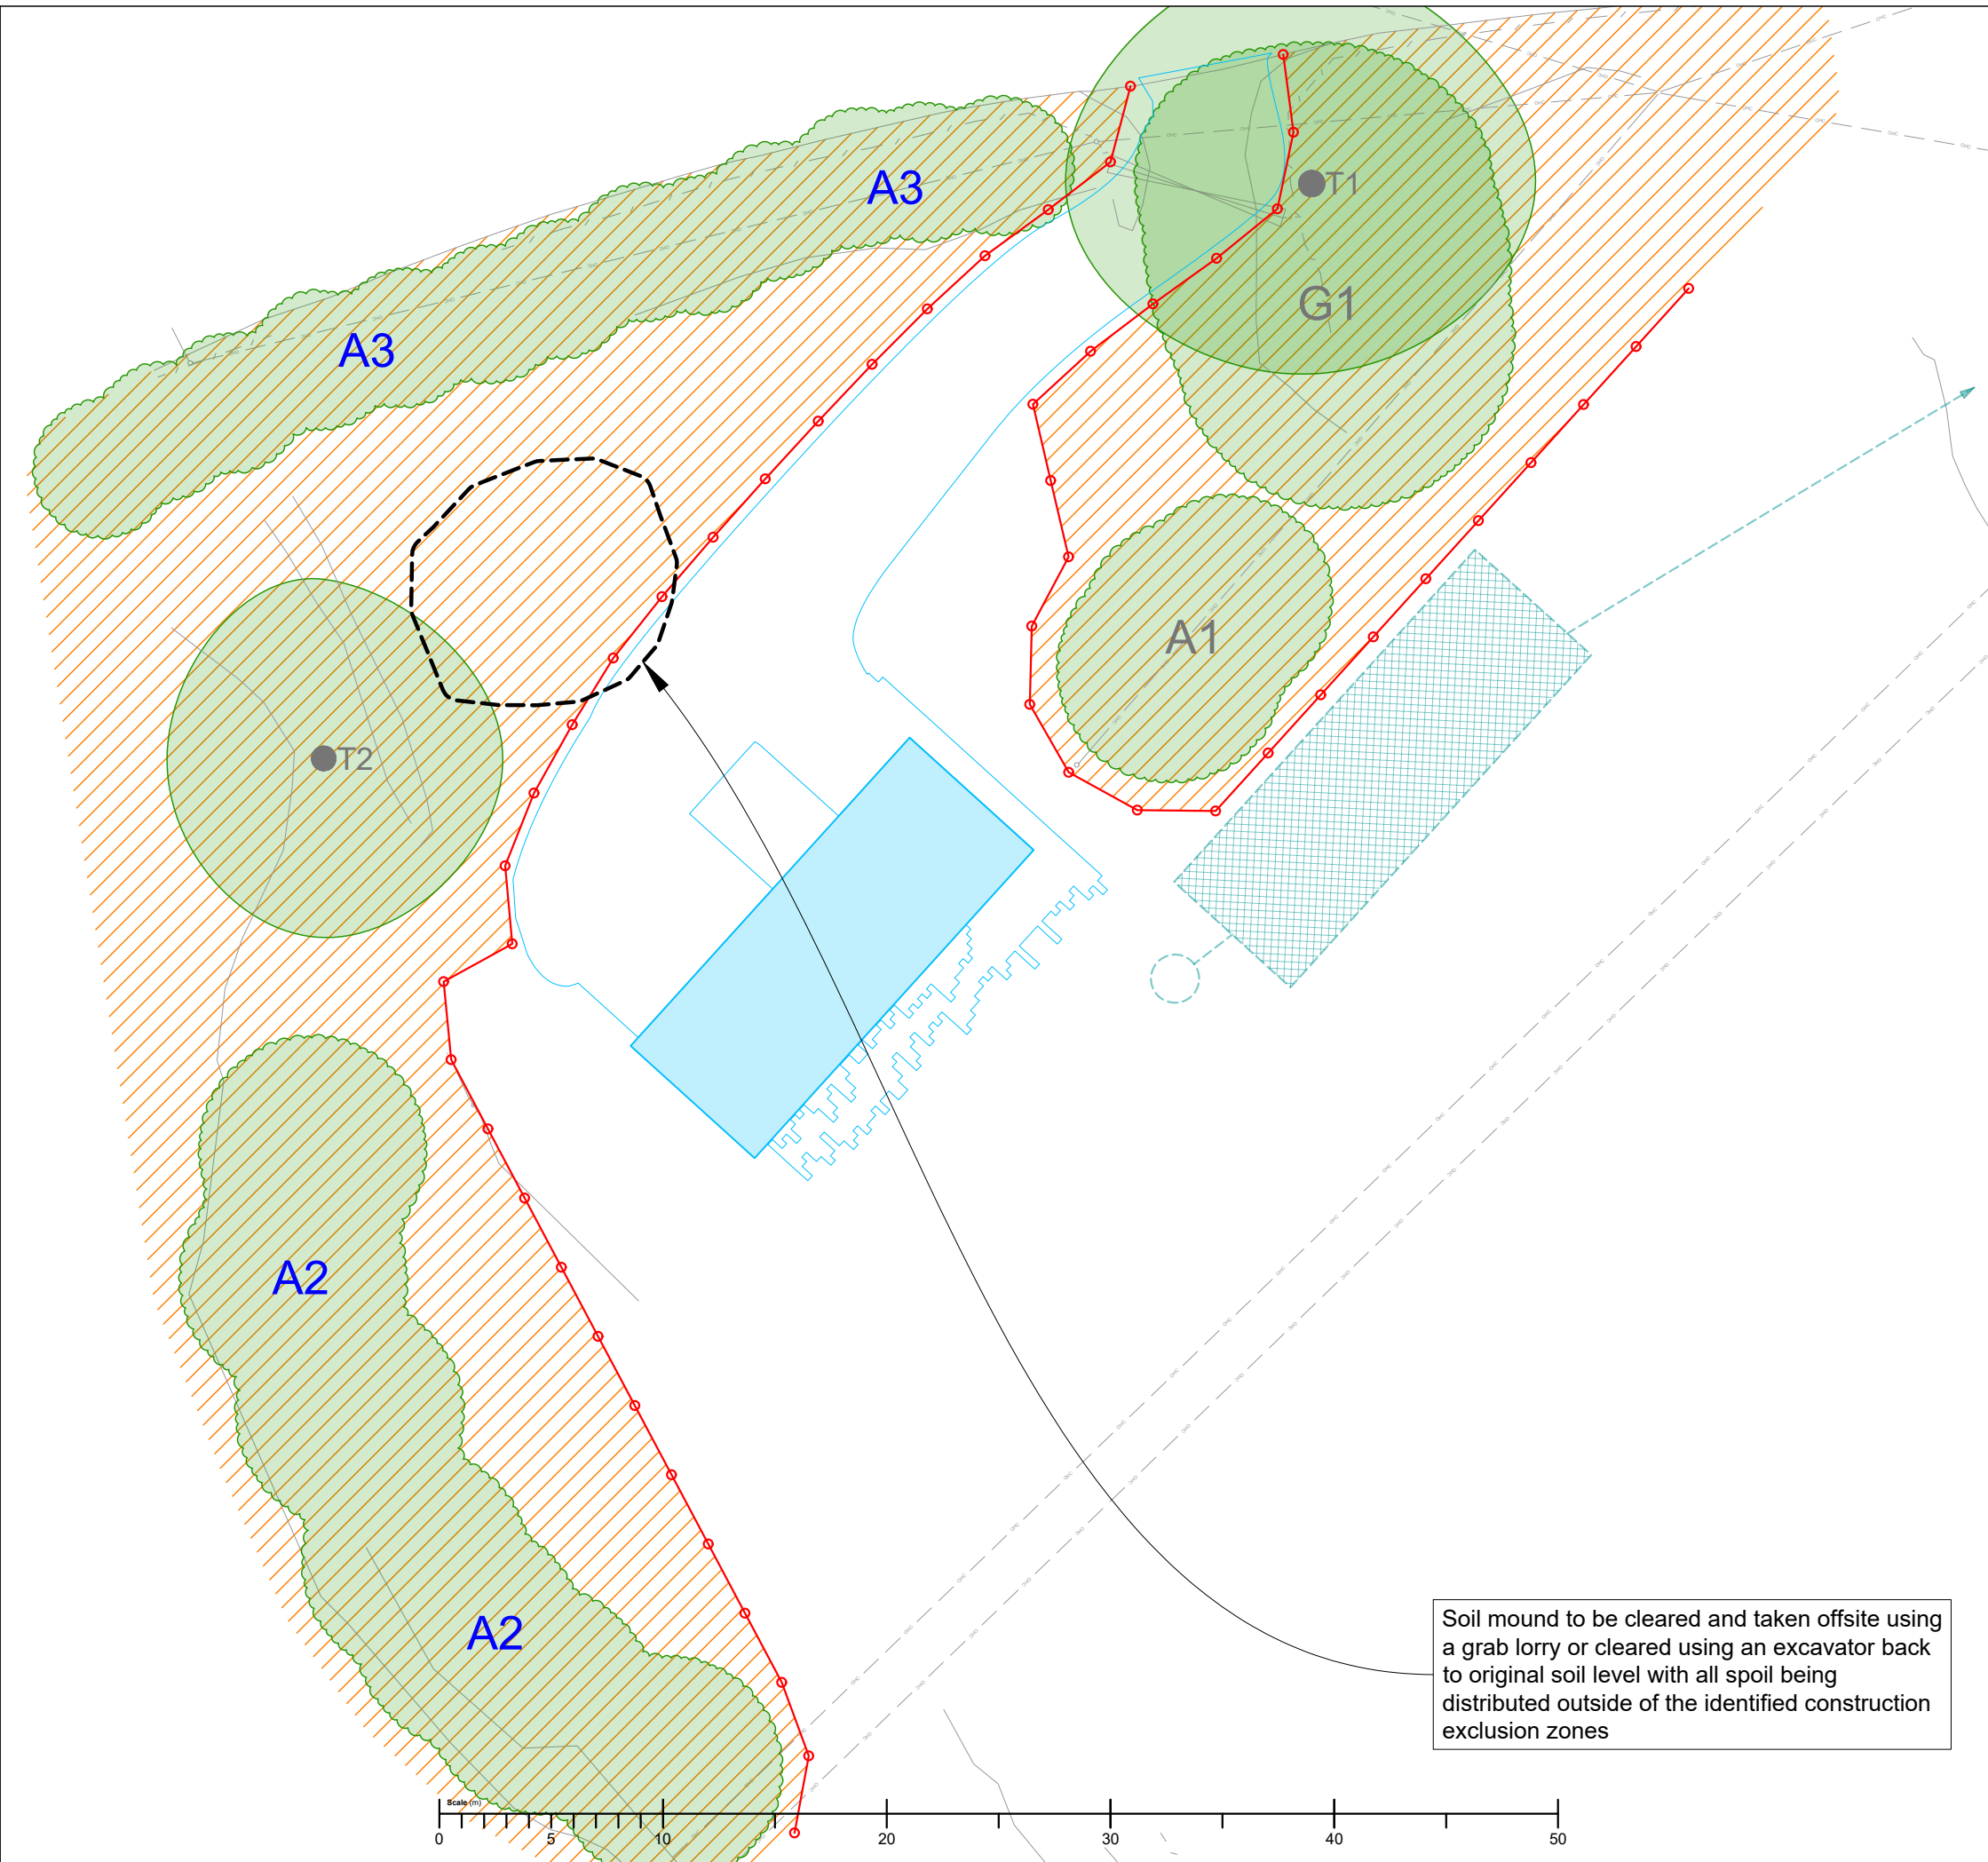 T1
A3
G1
A3
A1
T2
A2
A2
Soil mound to be cleared and taken offsite using
a grab lorry or cleared using an excavator back
to original soil level with all spoil being
distributed outside of the identified construction
exclusion zones
Scale (m)
0 5 10 20 30 40 50